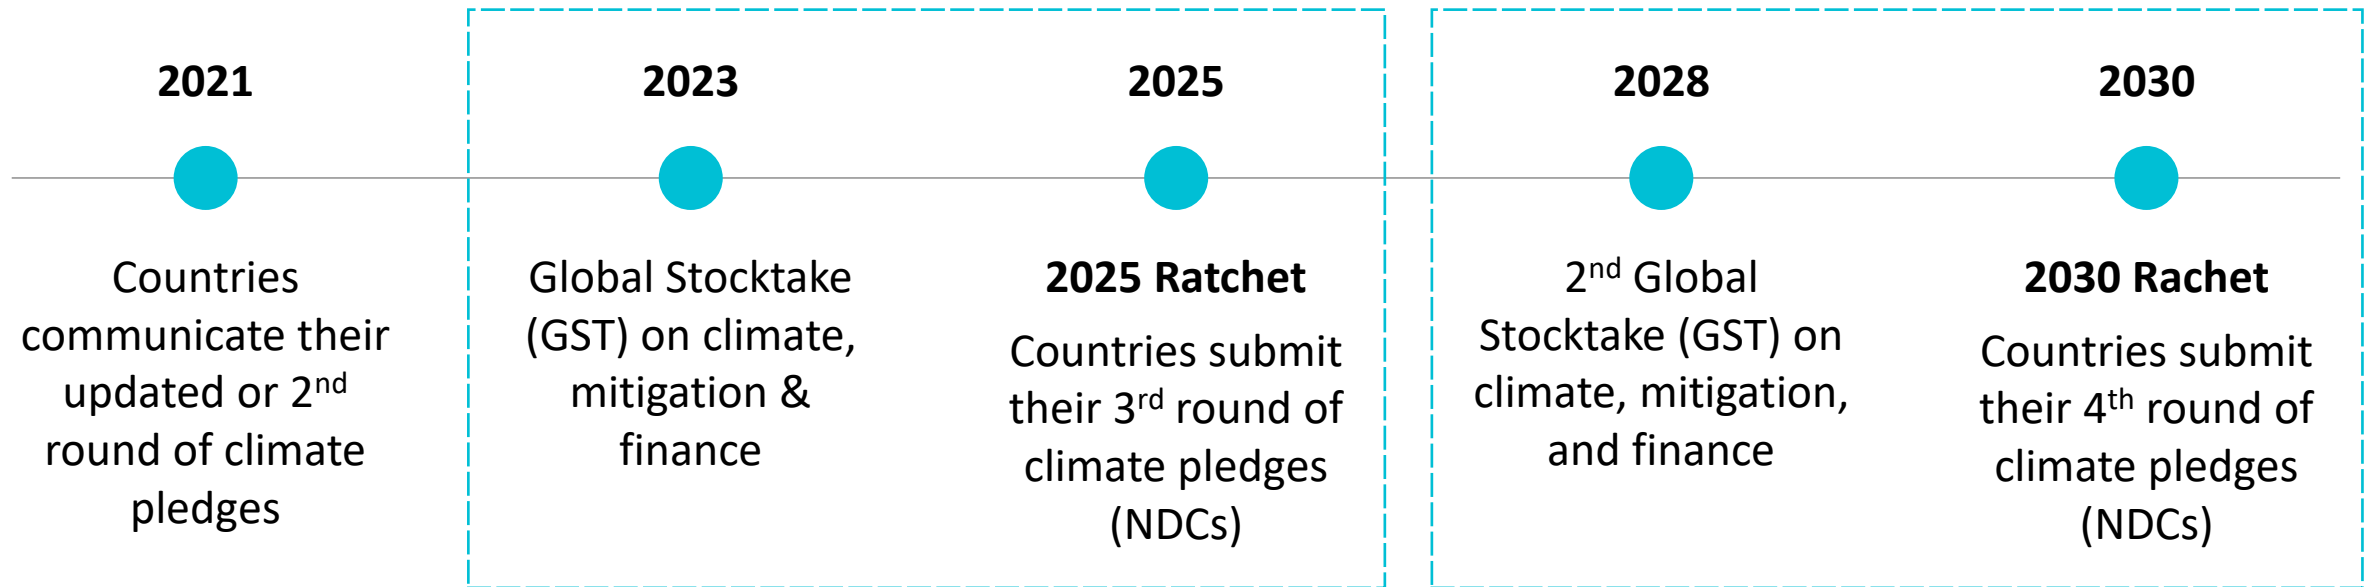 2021
Countries
communicate their
updated or 2nd
round of climate
pledges
2023
Global Stocktake
(GST) on climate,
mitigation &
finance
2025
2025 Ratchet
Countries submit
their 3rd round of
climate pledges
(NDCs)
2028
2nd Global
Stocktake (GST) on
climate, mitigation,
and finance
2030
2030 Rachet
Countries submit
their 4th round of
climate pledges
(NDCs)